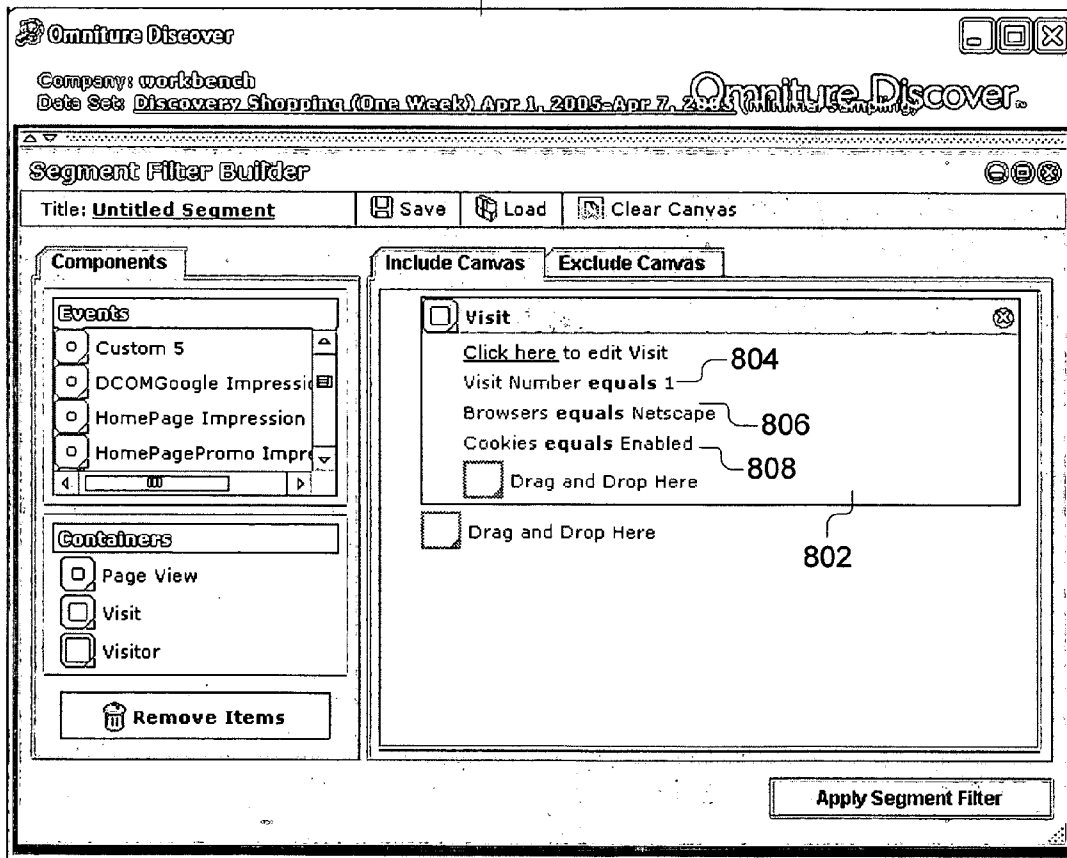 Omniture Discover
Company: workbench
Omniture Discover™
Data Set: Discovery Shopping (One Week) Apr 1, 2005-Apr 7, 2005 (minimal sampling)
Segment Filter Builder
Title: Untitled Segment Save Load Clear Canvas
Components
Events
Custom 5
DCOMGoogle Impressi
HomePage Impression
HomePagePromo Impre
Containers
Page View
Visit
Visitor
Remove Items
Include Canvas Exclude Canvas
Visit
Click here to edit Visit
Visit Number equals 1
804
Browsers equals Netscape
806
Cookies equals Enabled
808
Drag and Drop Here
802
Drag and Drop Here
Apply Segment Filter